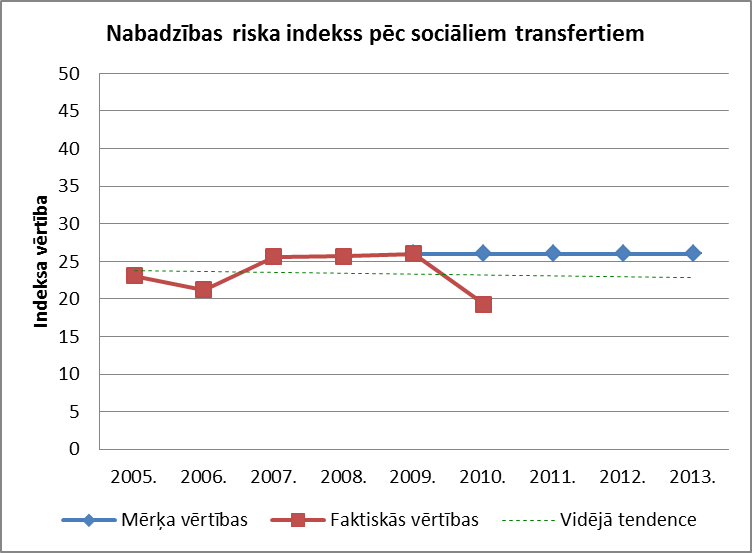 Nabadzības riska indekss pēc sociāliem transfertiem
Indeksa vērtība
50
45
40
35
30
25
20
15
10
5
0
2005. 2006. 2007. 2008. 2009. 2010. 2011. 2012. 2013.
Mērķa vērtības Faktiskās vērtības Vidējā tendence